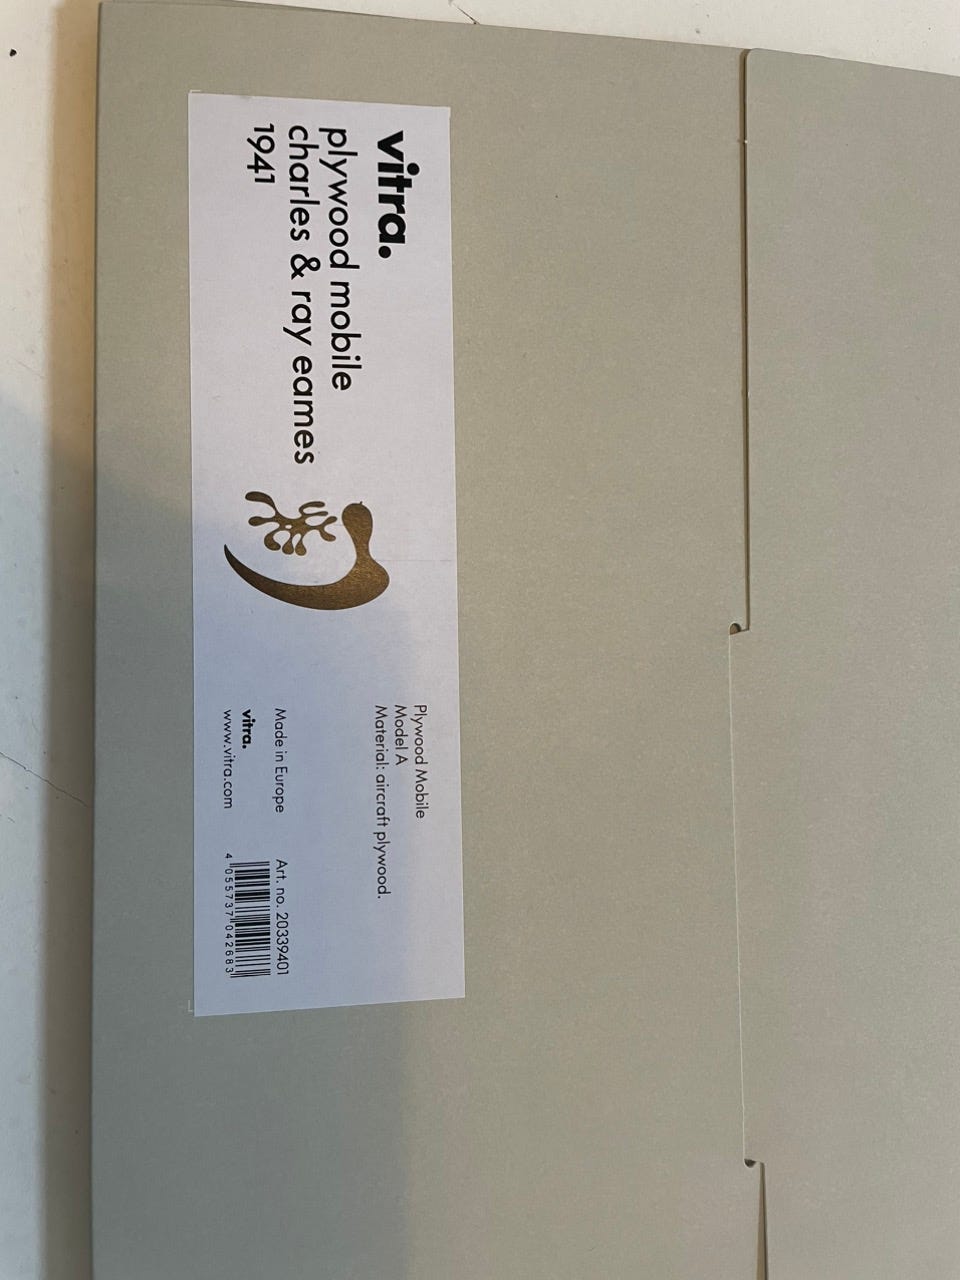 vitra.
plywood mobile
charles & ray eames
1941
Plywood Mobile
Model A
Material: aircraft plywood.
Made in Europe
vitra.
www.vitra.com
Art. no. 20339401
4 055737 042683